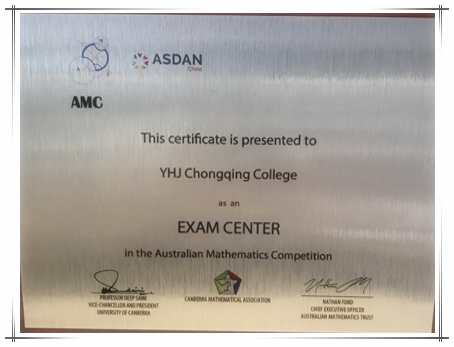 ASDAN
China
AMC
This certificate is presented to
YHJ Chongqing College
as an
EXAM CENTER
in the Australian Mathematics Competition
PROFESSOR DEEP SAINI
VICE-CHANCELLOR AND PRESIDENT
UNIVERSITY OF CANBERRA
CANBERRA MATHEMATICAL ASSOCIATION
NATHAN FORD
CHIEF EXECUTIVE OFFICER
AUSTRALIAN MATHEMATICS TRUST